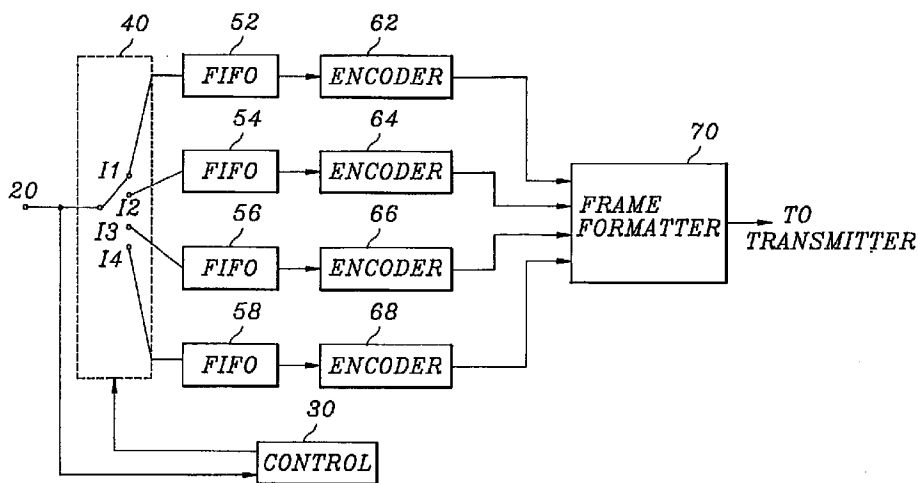 40
52
62
FIFO
ENCODER
54
64
70
I1
FIFO
ENCODER
20
I2
FRAME
FORMATTER
TO
TRANSMITTER
56
66
I3
I4
FIFO
ENCODER
58
68
FIFO
ENCODER
30
CONTROL